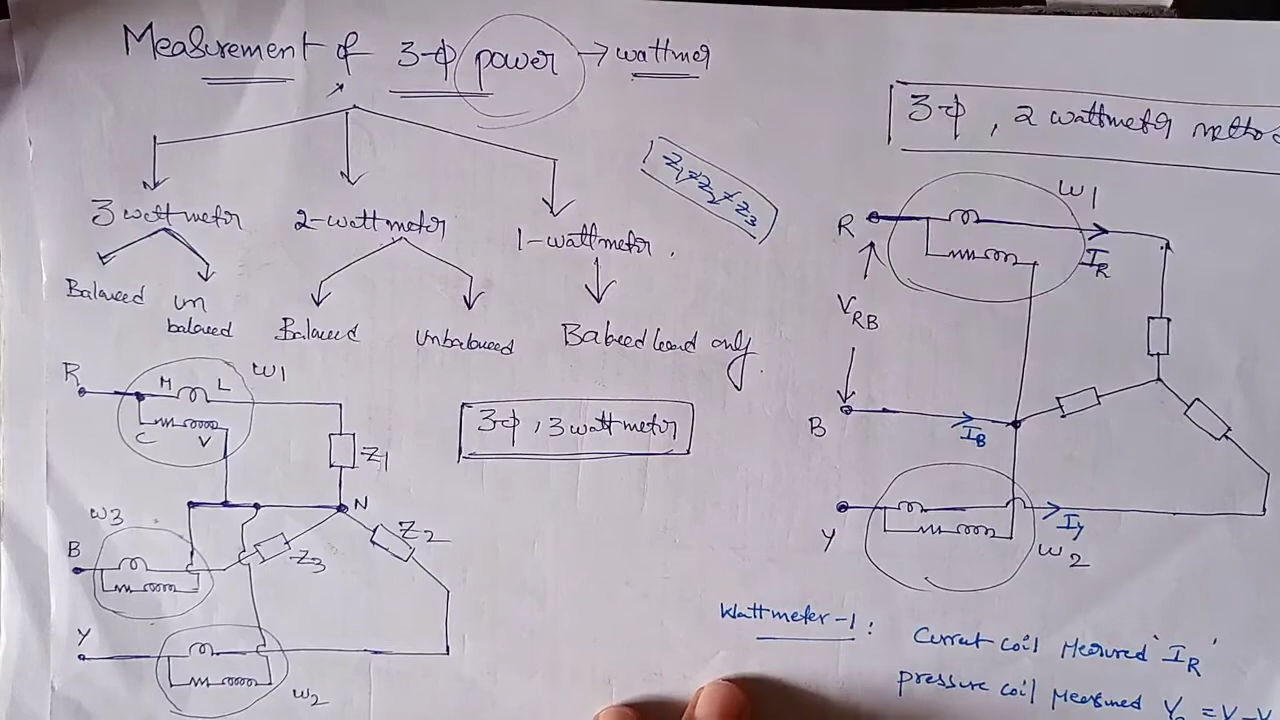 Measurement of 3-ф power → wattmer
3 wattmeter
2-wattmeter
1-wattmeter.
Z1≠Z2≠Z3
Balanced
un
balanced
Balanced
Unbalanced
Balanced load only.
R
M
L
W1
C
V
Z1
3-ф, 3 wattmeter
N
W3
B
Z3
Z2
Y
W2
3-ф, 2 wattmeter metho
R
W1
IR
VRB
B
IB
Y
Iy
W2
Wattmeter-1:
Current coil Measured 'IR'
pressure coil measured